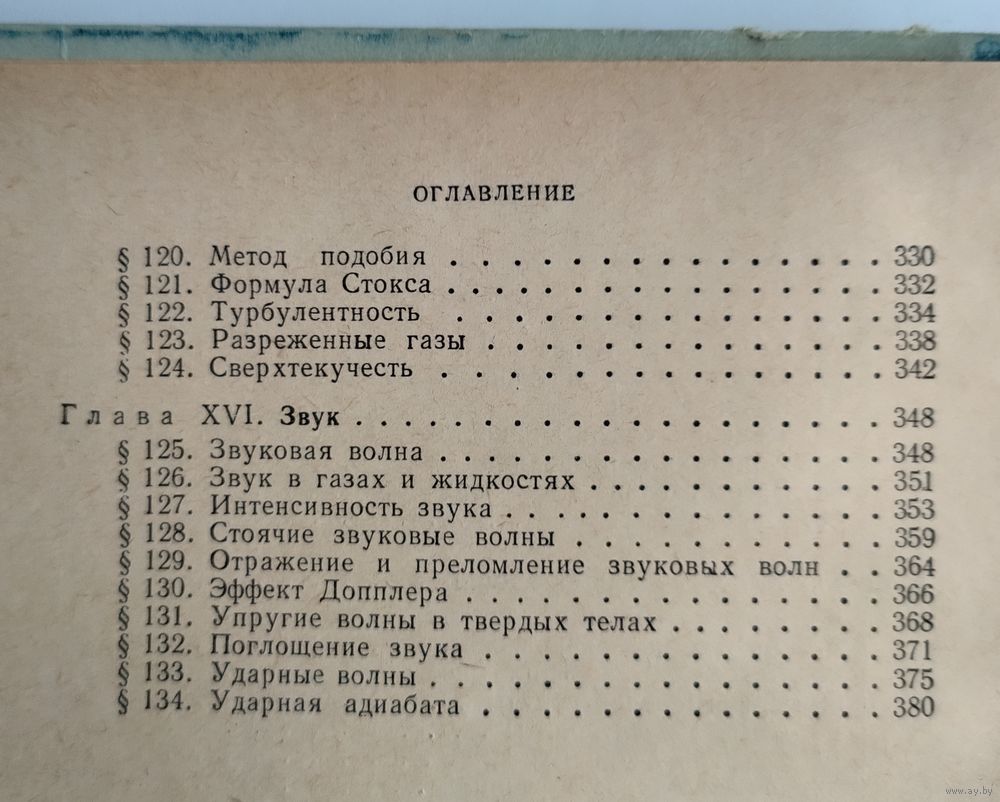 ОГЛАВЛЕНИЕ
§ 120. Метод подобия . . . . . . . . . . . . . . 330
§ 121. Формула Стокса . . . . . . . . . . . . . . 332
§ 122. Турбулентность . . . . . . . . . . . . . . 334
§ 123. Разреженные газы . . . . . . . . . . . . . 338
§ 124. Сверхтекучесть . . . . . . . . . . . . . . 342
Глава XVI. Звук . . . . . . . . . . . . . . . . . 348
§ 125. Звуковая волна . . . . . . . . . . . . . . 348
§ 126. Звук в газах и жидкостях . . . . . . . . . . 351
§ 127. Интенсивность звука . . . . . . . . . . . . 353
§ 128. Стоячие звуковые волны . . . . . . . . . . 359
§ 129. Отражение и преломление звуковых волн . . 364
§ 130. Эффект Допплера . . . . . . . . . . . . . . 366
§ 131. Упругие волны в твердых телах . . . . . . . 368
§ 132. Поглощение звука . . . . . . . . . . . . . 371
§ 133. Ударные волны . . . . . . . . . . . . . . . 375
§ 134. Ударная адиабата . . . . . . . . . . . . . 380
www.ay.by